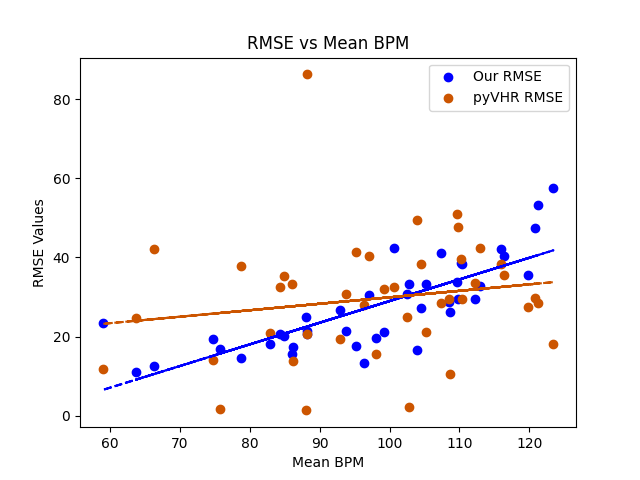 RMSE vs Mean BPM
Our RMSE
pyVHR RMSE
RMSE Values
80
60
40
20
0
60 70 80 90 100 110 120
Mean BPM